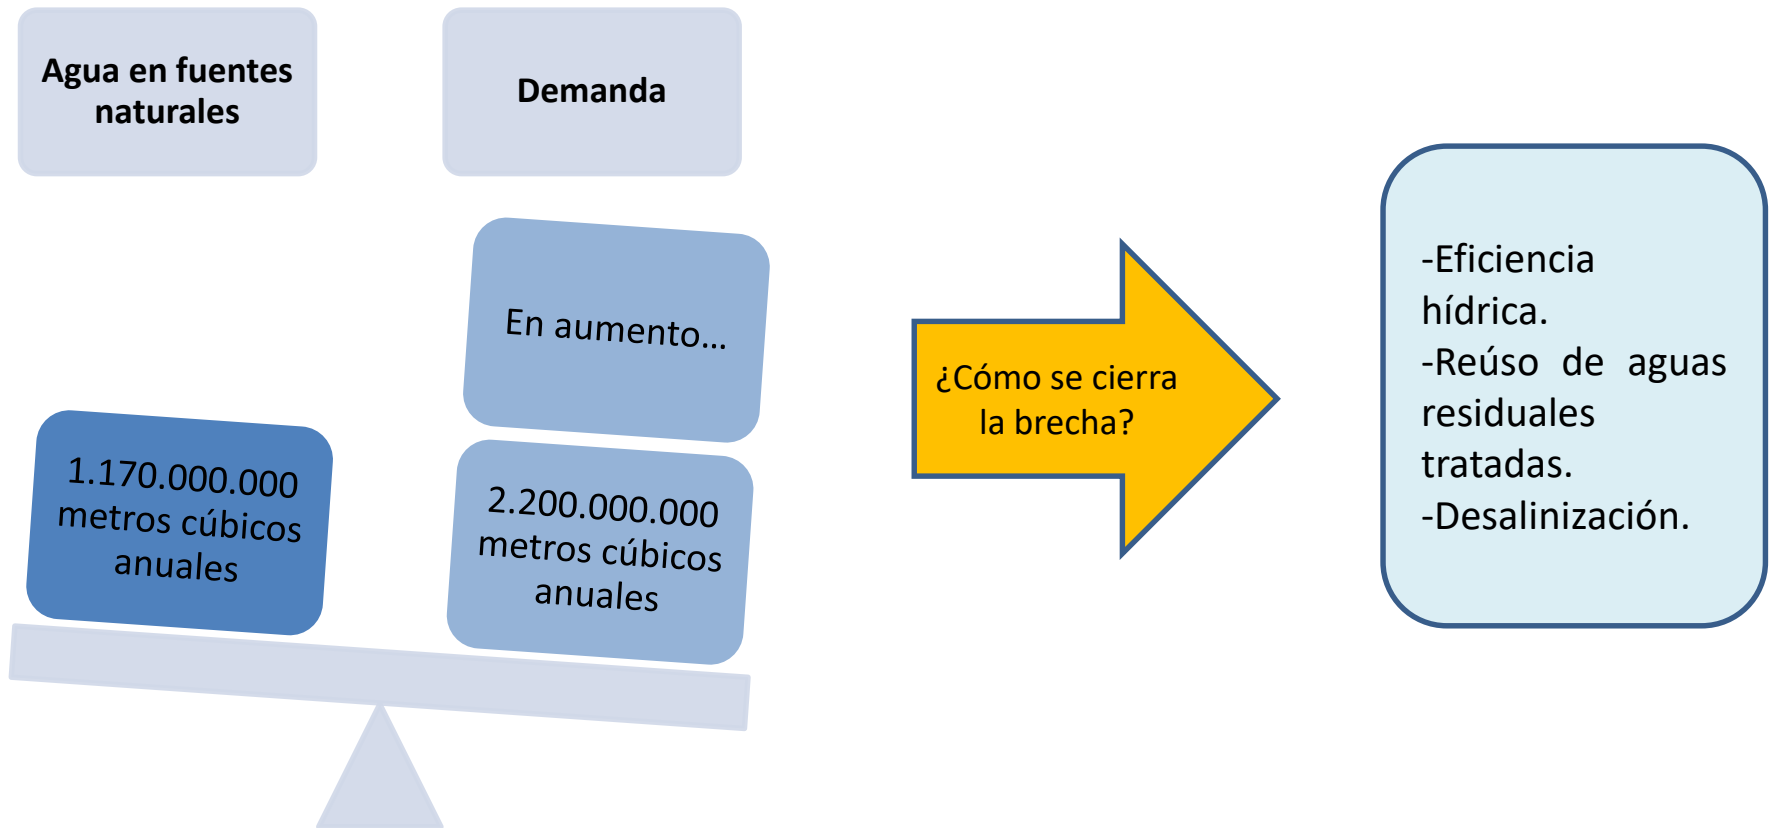 Agua en fuentes
naturales
Demanda
En aumento...
1.170.000.000
metros cúbicos
anuales
2.200.000.000
metros cúbicos
anuales
¿Cómo se cierra
la brecha?
-Eficiencia
hídrica.
-Reúso de aguas
residuales
tratadas.
-Desalinización.